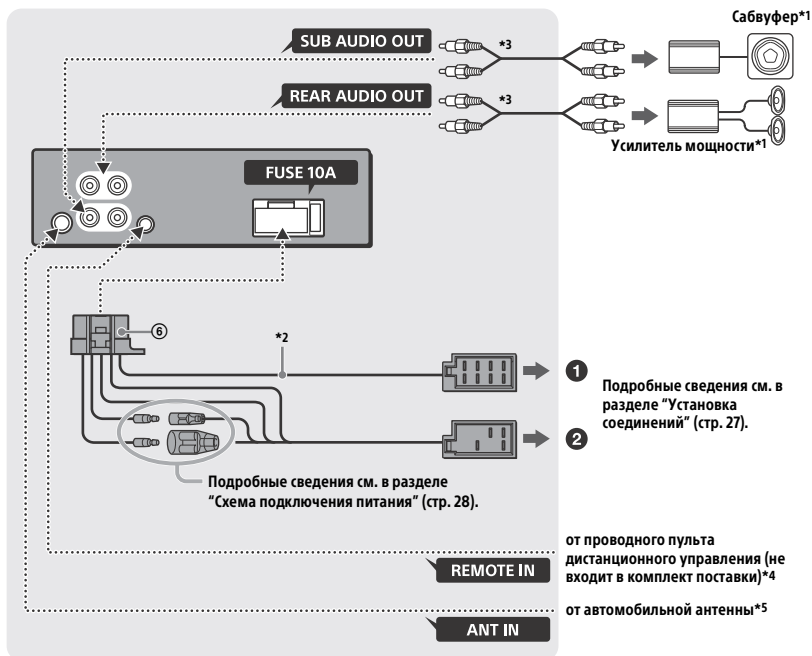 Сабвуфер*1
SUB AUDIO OUT
*3
REAR AUDIO OUT
*3
Усилитель мощности*1
FUSE 10A
⑥
*2
❶
Подробные сведения см. в
разделе “Установка
соединений” (стр. 27).
❷
Подробные сведения см. в разделе
“Схема подключения питания” (стр. 28).
от проводного пульта
дистанционного управления (не
входит в комплект поставки)*4
REMOTE IN
от автомобильной антенны*5
ANT IN